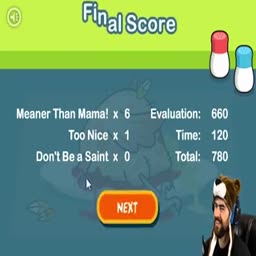 Final Score
Meaner Than Mama! x 6 Evaluation: 660
Too Nice x 1 Time: 120
Don't Be a Saint x 0 Total: 780
NEXT